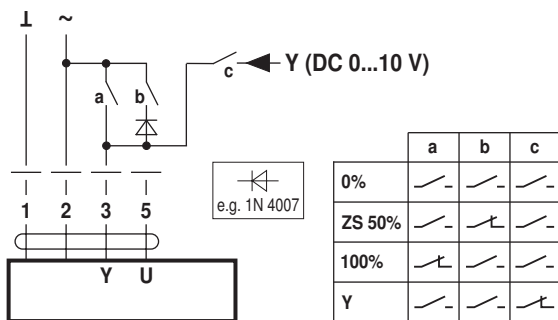 ⊥ ~
c Y (DC 0...10 V)
a b
1 2 3 5
Y U
e.g. 1N 4007
a b c
0%
ZS 50%
100%
Y